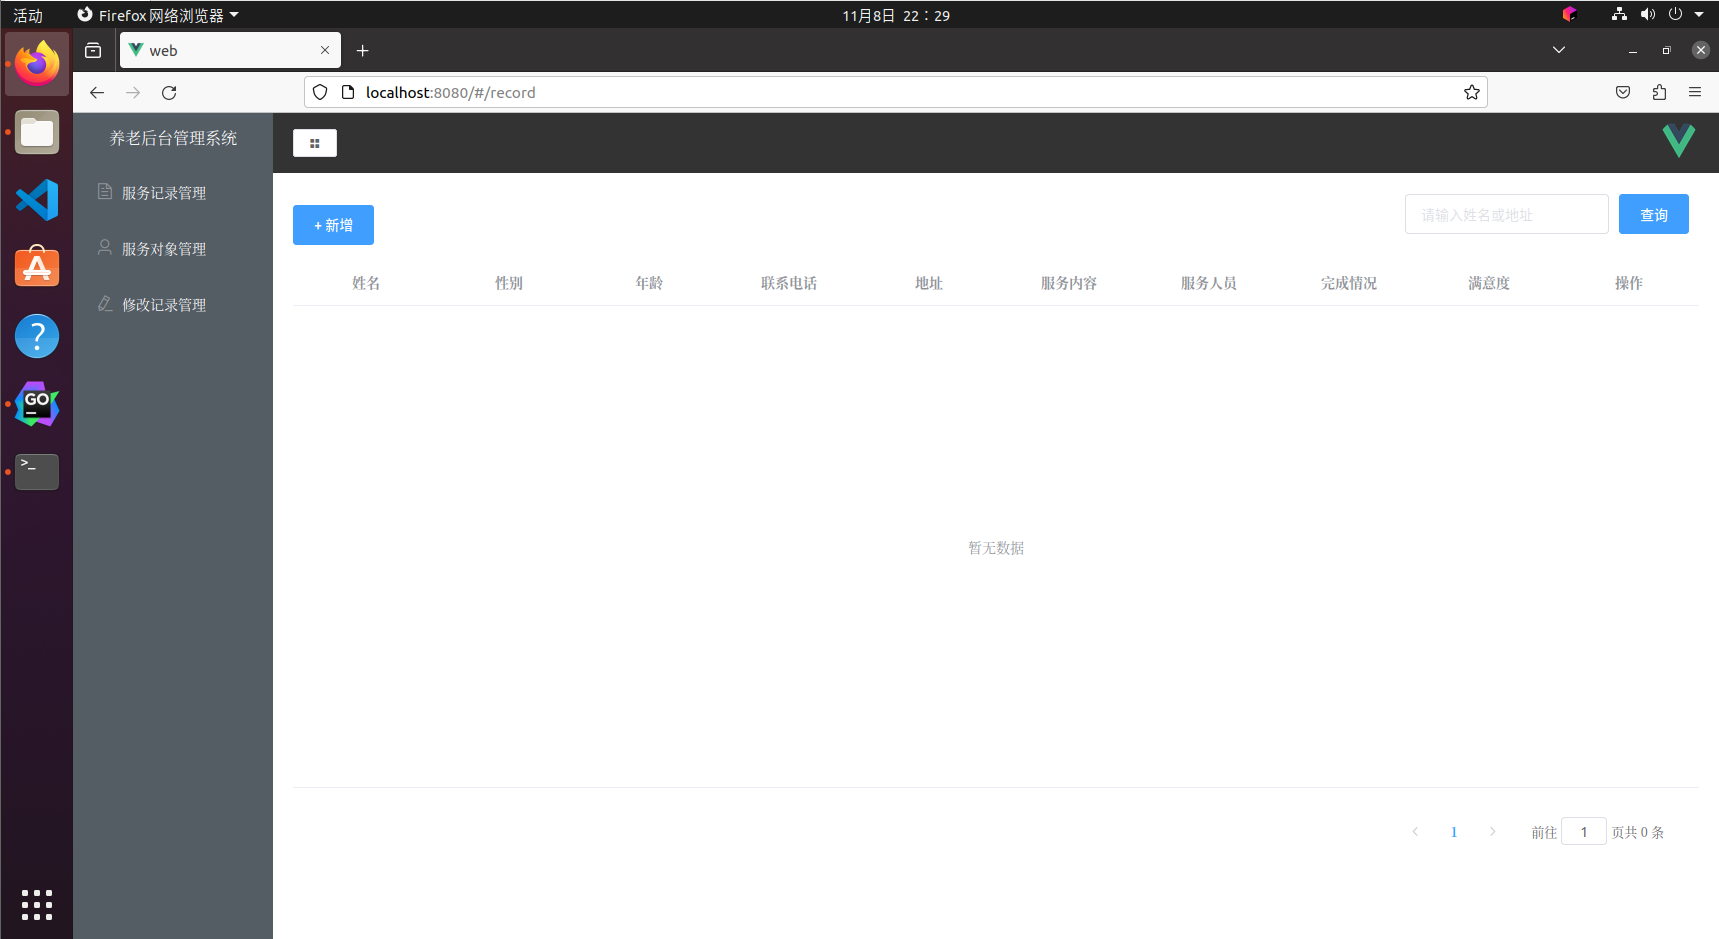 活动
Firefox 网络浏览器
11月8日 22：29
web
localhost:8080/#/record
养老后台管理系统
服务记录管理
服务对象管理
修改记录管理
+ 新增
请输入姓名或地址
查询
姓名 性别 年龄 联系电话 地址 服务内容 服务人员 完成情况 满意度 操作
暂无数据
1 前往 1 页共 0 条
GO